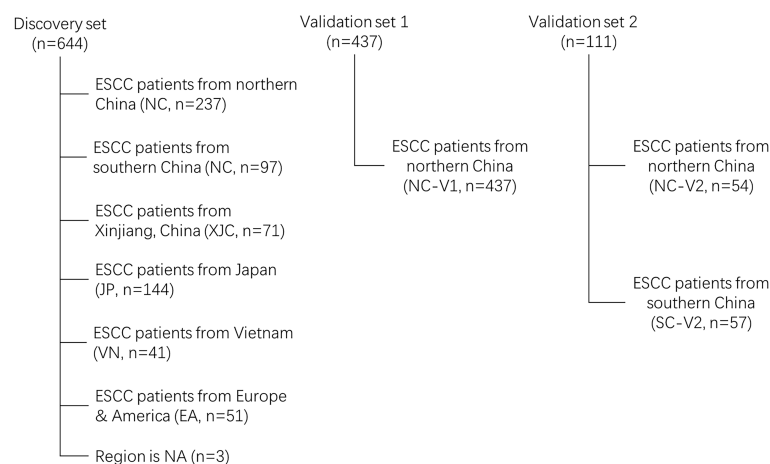 Discovery set
(n=644)
ESCC patients from northern
China (NC, n=237)
ESCC patients from
southern China (NC, n=97)
ESCC patients from
Xinjiang, China (XJC, n=71)
ESCC patients from Japan
(JP, n=144)
ESCC patients from Vietnam
(VN, n=41)
ESCC patients from Europe
& America (EA, n=51)
Region is NA (n=3)
Validation set 1
(n=437)
ESCC patients from
northern China
(NC-V1, n=437)
Validation set 2
(n=111)
ESCC patients from
northern China
(NC-V2, n=54)
ESCC patients from
southern China
(SC-V2, n=57)